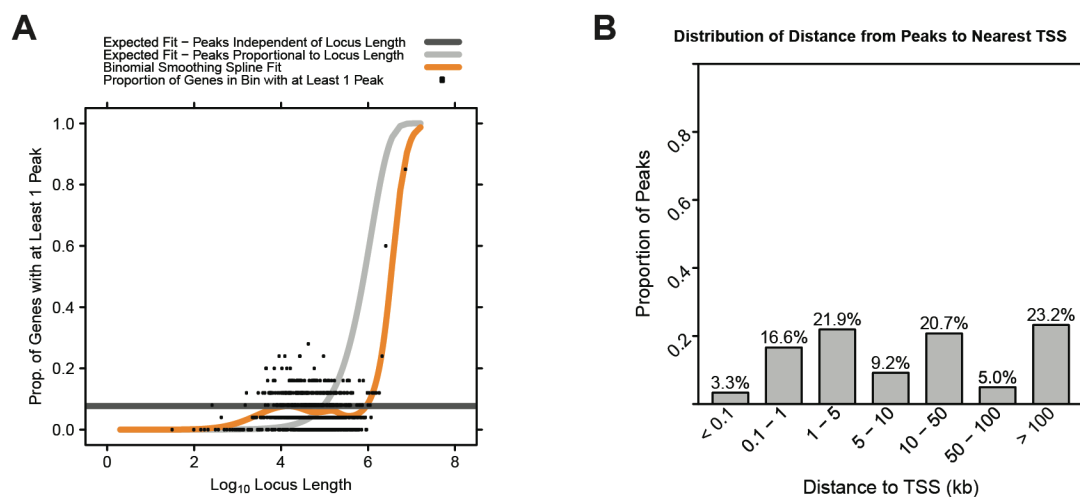 A
Expected Fit − Peaks Independent of Locus Length
Expected Fit − Peaks Proportional to Locus Length
Binomial Smoothing Spline Fit
Proportion of Genes in Bin with at Least 1 Peak
Prop. of Genes with at Least 1 Peak
1.0
0.8
0.6
0.4
0.2
0.0
0 2 4 6 8
Log10 Locus Length
B
Distribution of Distance from Peaks to Nearest TSS
Proportion of Peaks
0.8
0.6
0.4
0.2
3.3%
16.6%
21.9%
9.2%
20.7%
5.0%
23.2%
< 0.1
0.1 − 1
1 − 5
5 − 10
10 − 50
50 − 100
> 100
Distance to TSS (kb)